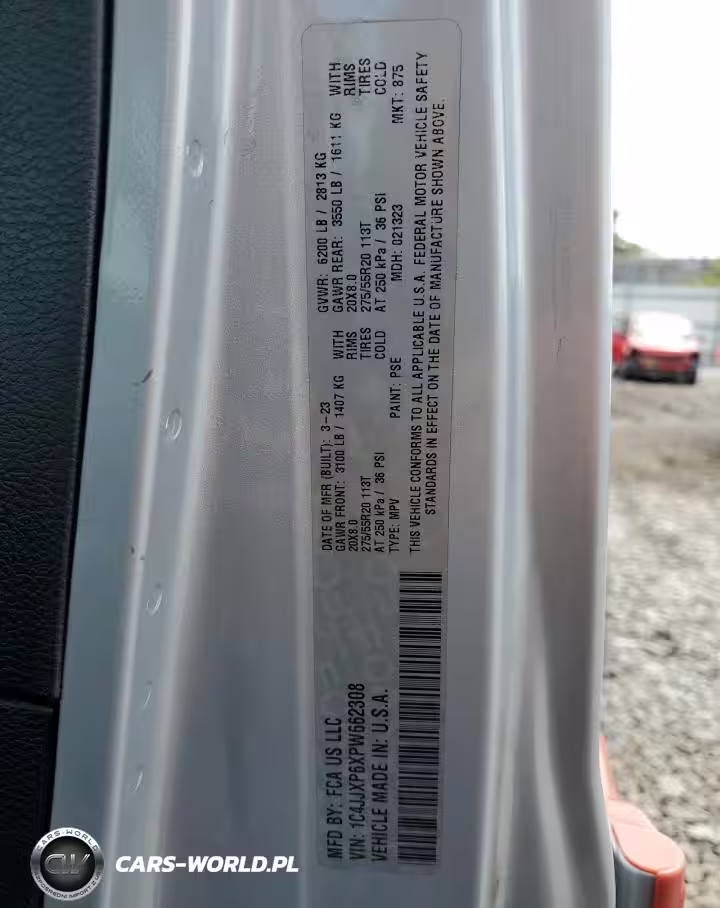 MFD BY: FCA US LLC
VIN: 1C4JJXP6XPW662308
VEHICLE MADE IN: U.S.A.
DATE OF MFR (BUILT): 3-23 GVWR: 6200 LB / 2813 KG
GAWR FRONT: 3100 LB / 1407 KG WITH GAWR REAR: 3550 LB / 1611 KG WITH
20X8.0 RIMS 20X8.0 RIMS
275/55R20 113T TIRES 275/55R20 113T TIRES
AT 250 kPa / 36 PSI COLD AT 250 kPa / 36 PSI COLD
TYPE: MPV PAINT: PSE MDH: 021323 MKT: 875
THIS VEHICLE CONFORMS TO ALL APPLICABLE U.S.A. FEDERAL MOTOR VEHICLE SAFETY
STANDARDS IN EFFECT ON THE DATE OF MANUFACTURE SHOWN ABOVE.
CARS-WORLD
CW
CARS-WORLD.PL